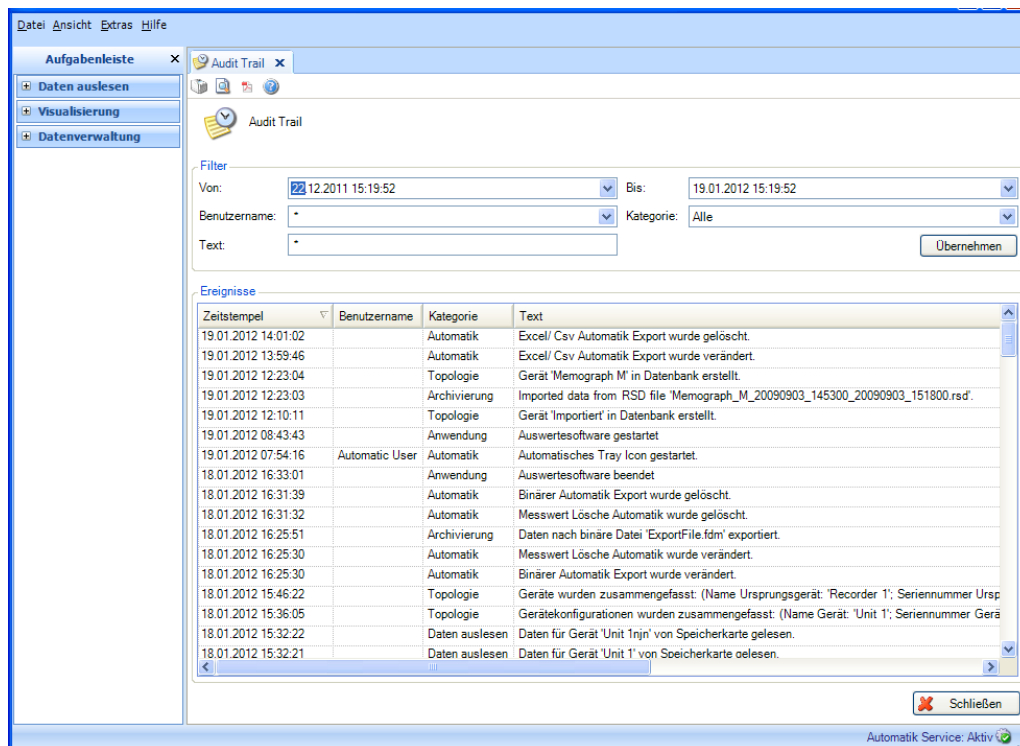 Datei Ansicht Extras Hilfe
Aufgabenleiste
Audit Trail
Daten auslesen
Visualisierung
Datenverwaltung
Audit Trail
Filter
Von: 22.12.2011 15:19:52 Bis: 19.01.2012 15:19:52
Benutzername: * Kategorie: Alle
Text: * Übernehmen
Ereignisse
Zeitstempel Benutzername Kategorie Text
19.01.2012 14:01:02 Automatik Excel/ Csv Automatik Export wurde gelöscht.
19.01.2012 13:59:46 Automatik Excel/ Csv Automatik Export wurde verändert.
19.01.2012 12:23:04 Topologie Gerät 'Memograph M' in Datenbank erstellt.
19.01.2012 12:23:03 Archivierung Imported data from RSD file 'Memograph_M_20090903_145300_20090903_151800.rsd'.
19.01.2012 12:10:11 Topologie Gerät 'Importiert' in Datenbank erstellt.
19.01.2012 08:43:43 Anwendung Auswertesoftware gestartet
19.01.2012 07:54:16 Automatic User Automatik Automatisches Tray Icon gestartet.
18.01.2012 16:33:01 Anwendung Auswertesoftware beendet
18.01.2012 16:31:39 Automatik Binärer Automatik Export wurde gelöscht.
18.01.2012 16:31:32 Automatik Messwert Lösche Automatik wurde gelöscht.
18.01.2012 16:25:51 Archivierung Daten nach binäre Datei 'ExportFile.fdm' exportiert.
18.01.2012 16:25:30 Automatik Messwert Lösche Automatik wurde verändert.
18.01.2012 16:25:30 Automatik Binärer Automatik Export wurde verändert.
18.01.2012 15:46:22 Topologie Geräte wurden zusammengefasst: (Name Ursprungsgerät: 'Recorder 1'; Seriennummer Ursp
18.01.2012 15:36:05 Topologie Gerätekonfigurationen wurden zusammengefasst: (Name Gerät: 'Unit 1'; Seriennummer Gerä
18.01.2012 15:32:22 Daten auslesen Daten für Gerät 'Unit 1njn' von Speicherkarte gelesen.
18.01.2012 15:32:21 Daten auslesen Daten für Gerät 'Unit 1' von Speicherkarte gelesen.
Schließen
Automatik Service: Aktiv